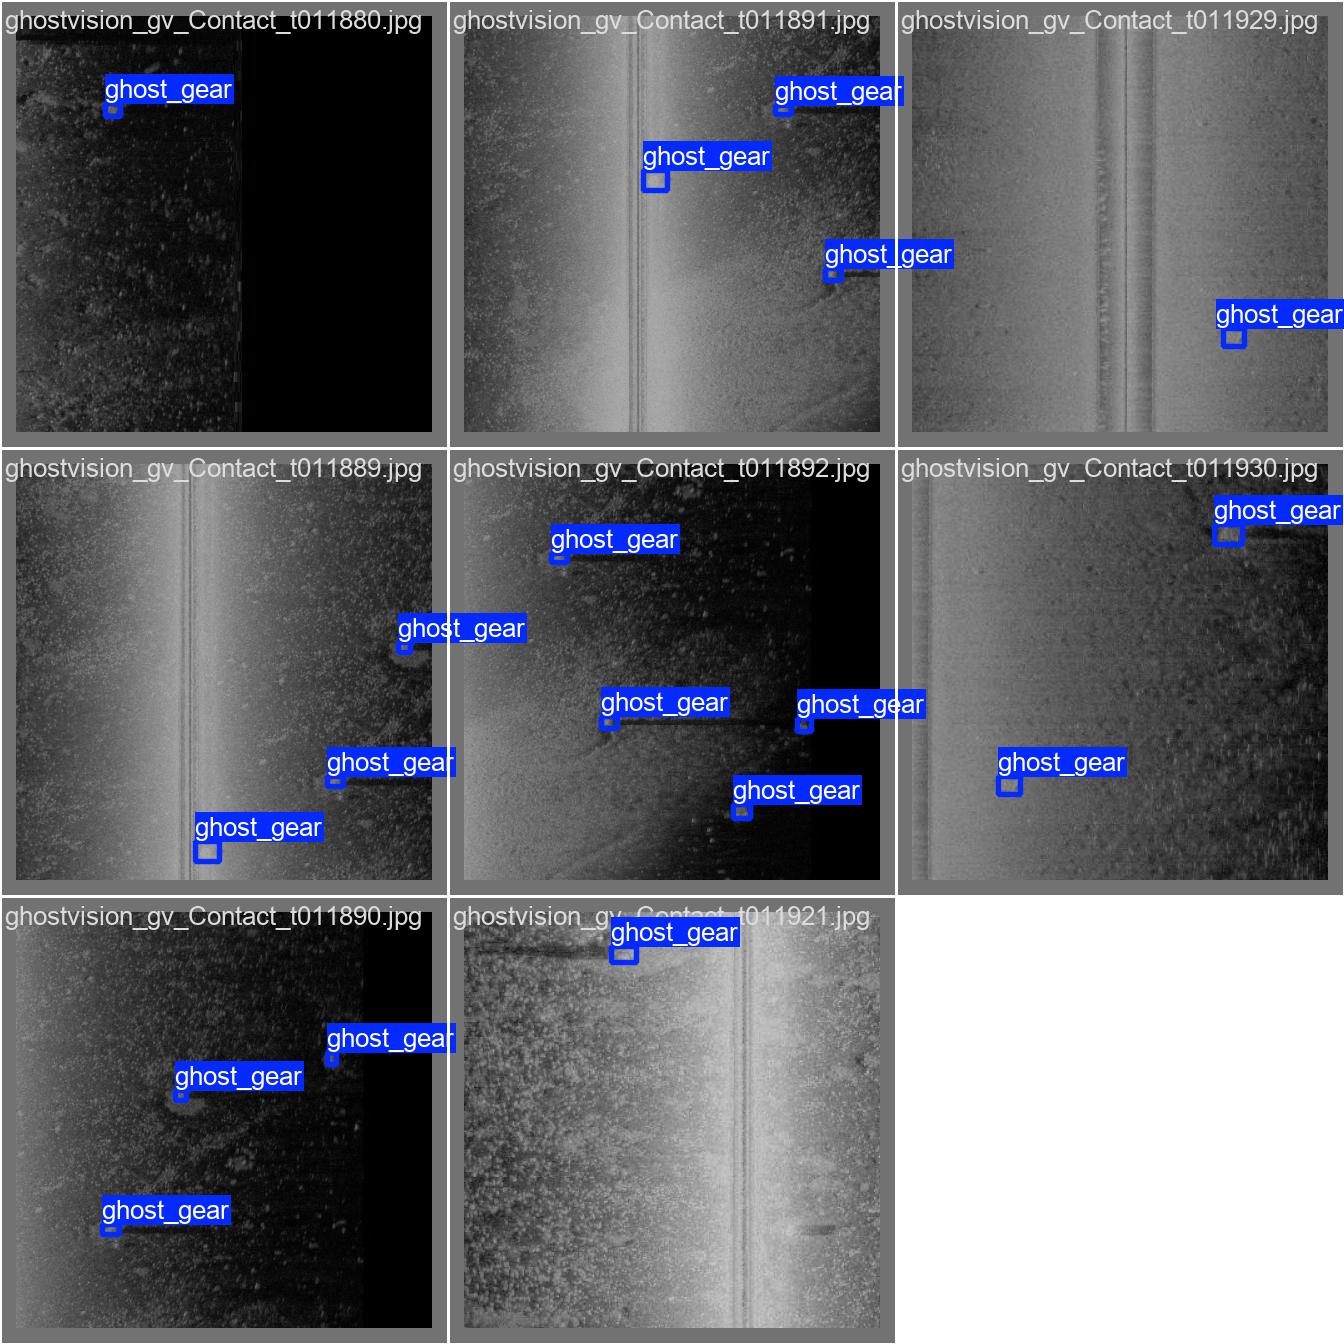 ghostvision_gv_Contact_t011880.jpg
ghost_gear
ghostvision_gv_Contact_t011891.jpg
ghost_gear
ghost_gear
ghost_gear
ghostvision_gv_Contact_t011929.jpg
ghost_gear
ghostvision_gv_Contact_t011889.jpg
ghost_gear
ghost_gear
ghost_gear
ghostvision_gv_Contact_t011892.jpg
ghost_gear
ghost_gear
ghost_gear
ghost_gear
ghostvision_gv_Contact_t011930.jpg
ghost_gear
ghost_gear
ghostvision_gv_Contact_t011890.jpg
ghost_gear
ghost_gear
ghost_gear
ghostvision_gv_Contact_t011921.jpg
ghost_gear